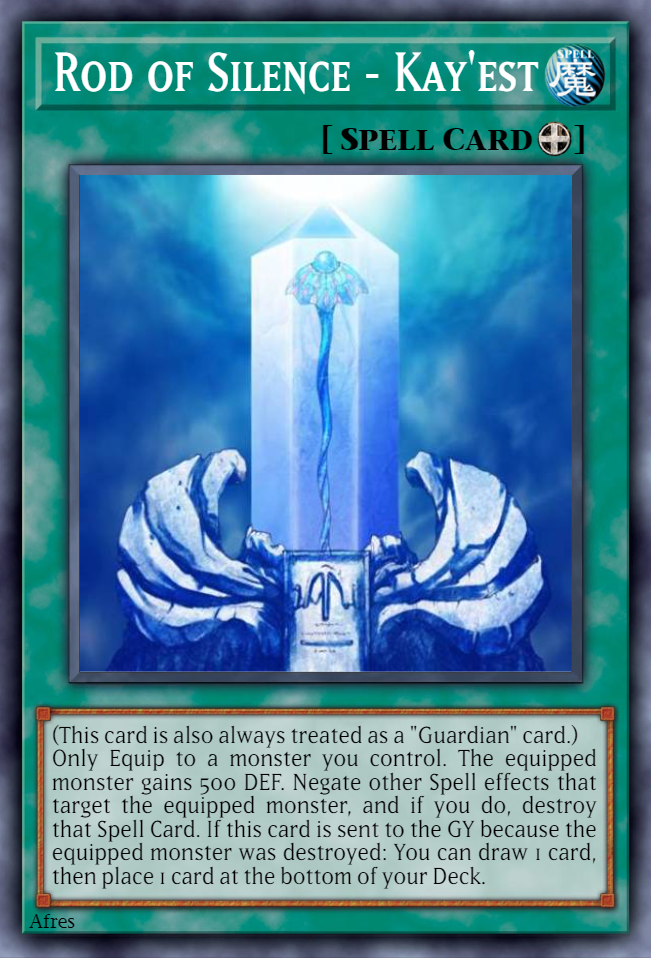 Rod of Silence - Kay'est
SPELL
魔
[ Spell Card ]
(This card is also always treated as a "Guardian" card.)
Only Equip to a monster you control. The equipped
monster gains 500 DEF. Negate other Spell effects that
target the equipped monster, and if you do, destroy
that Spell Card. If this card is sent to the GY because the
equipped monster was destroyed: You can draw 1 card,
then place 1 card at the bottom of your Deck.
Afres